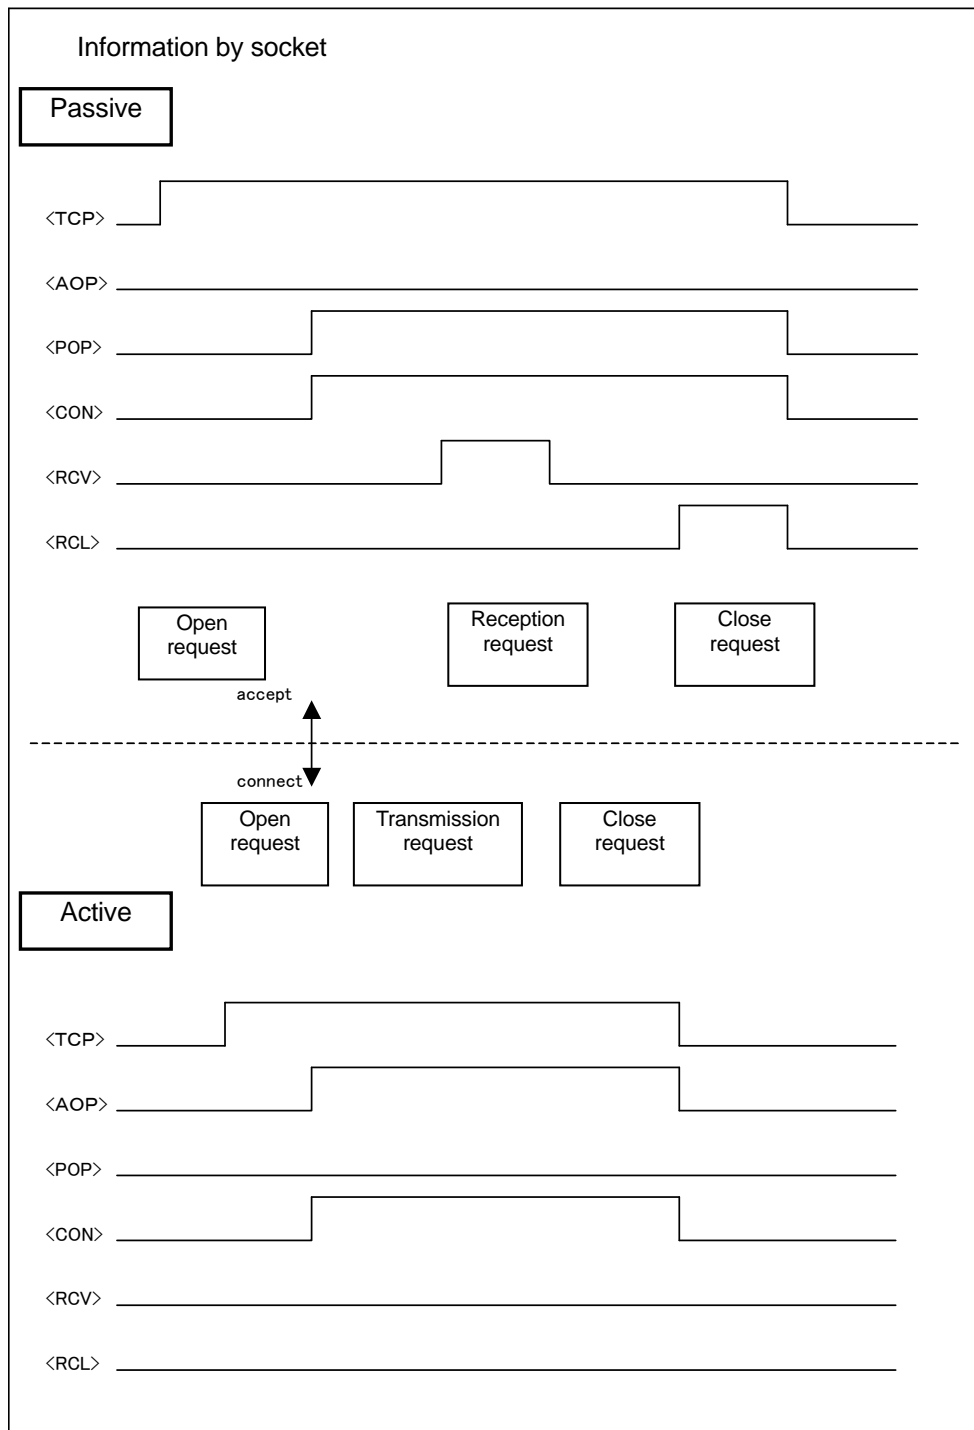 Information by socket
Passive
<TCP>
<AOP>
<POP>
<CON>
<RCV>
<RCL>
Open
request
Reception
request
Close
request
accept
connect
Open
request
Transmission
request
Close
request
Active
<TCP>
<AOP>
<POP>
<CON>
<RCV>
<RCL>